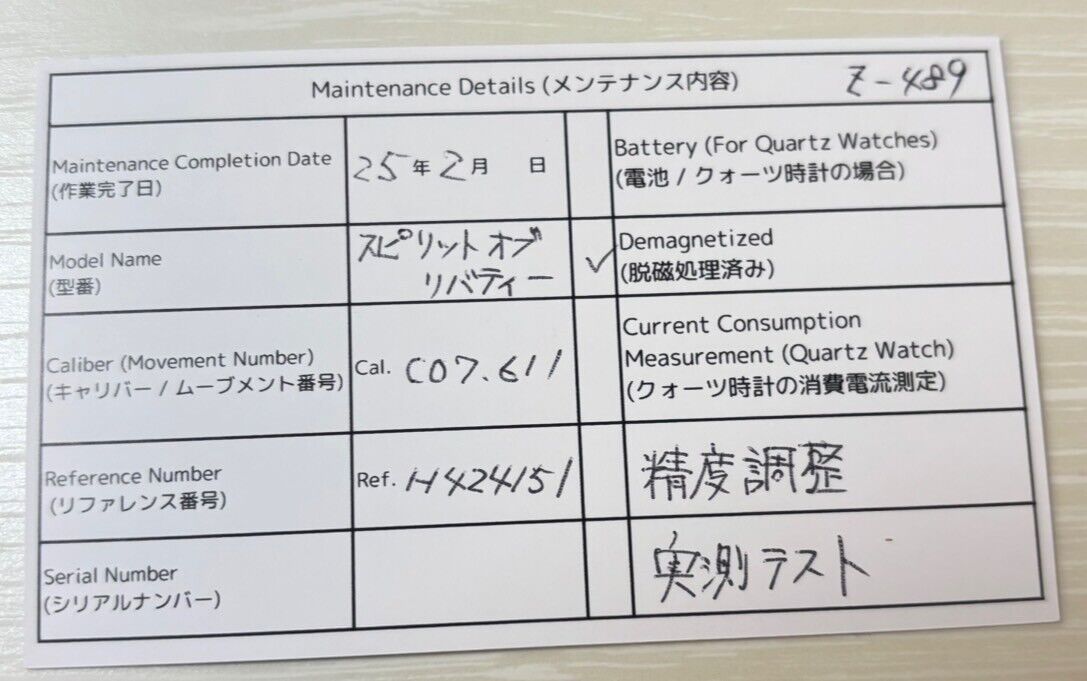 Maintenance Details (メンテナンス内容)
Z-489
Maintenance Completion Date
(作業完了日)
25年2月 日
Battery (For Quartz Watches)
(電池 / クォーツ時計の場合)
Model Name
(型番)
スピリットオブ
リバティー
✓
Demagnetized
(脱磁処理済み)
Caliber (Movement Number)
(キャリバー / ムーブメント番号)
Cal. C07.611
Current Consumption
Measurement (Quartz Watch)
(クォーツ時計の消費電流測定)
Reference Number
(リファレンス番号)
Ref. H424151
精度調整
Serial Number
(シリアルナンバー)
実測テスト